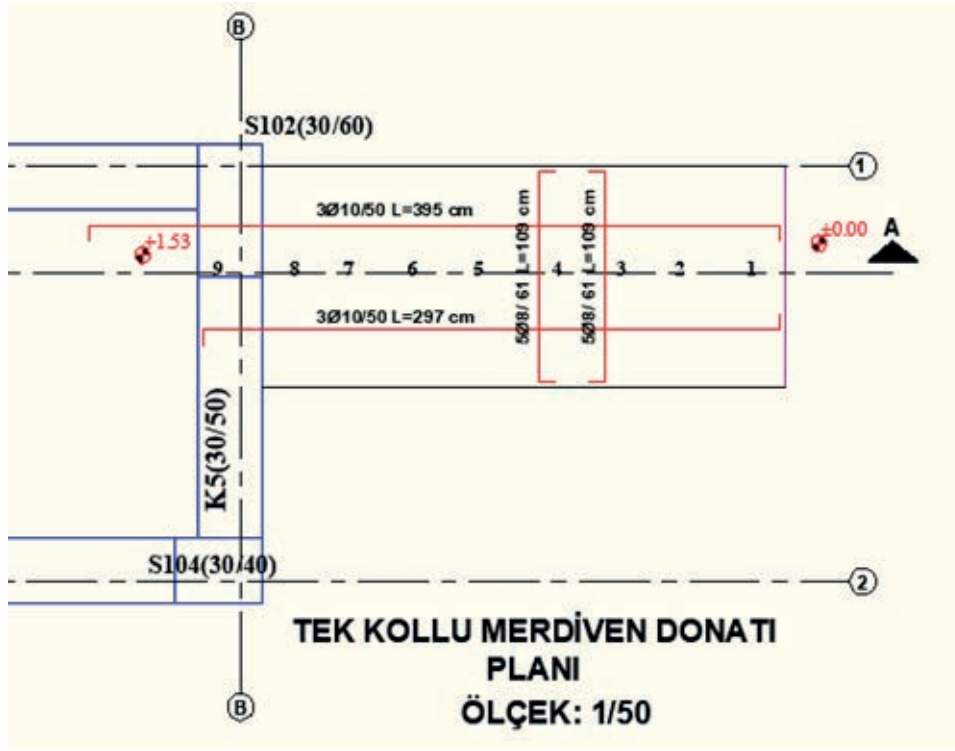 B
S102(30/60)
1
3Ø10/50 L=395 cm
±1.53
±0.00
A
9 8 7 6 5 4 3 2 1
5Ø8/ 61 L=109 cm
5Ø8/ 61 L=109 cm
3Ø10/50 L=297 cm
K5(30/50)
S104(30/40)
2
TEK KOLLU MERDİVEN DONATI
PLANI
ÖLÇEK: 1/50
B